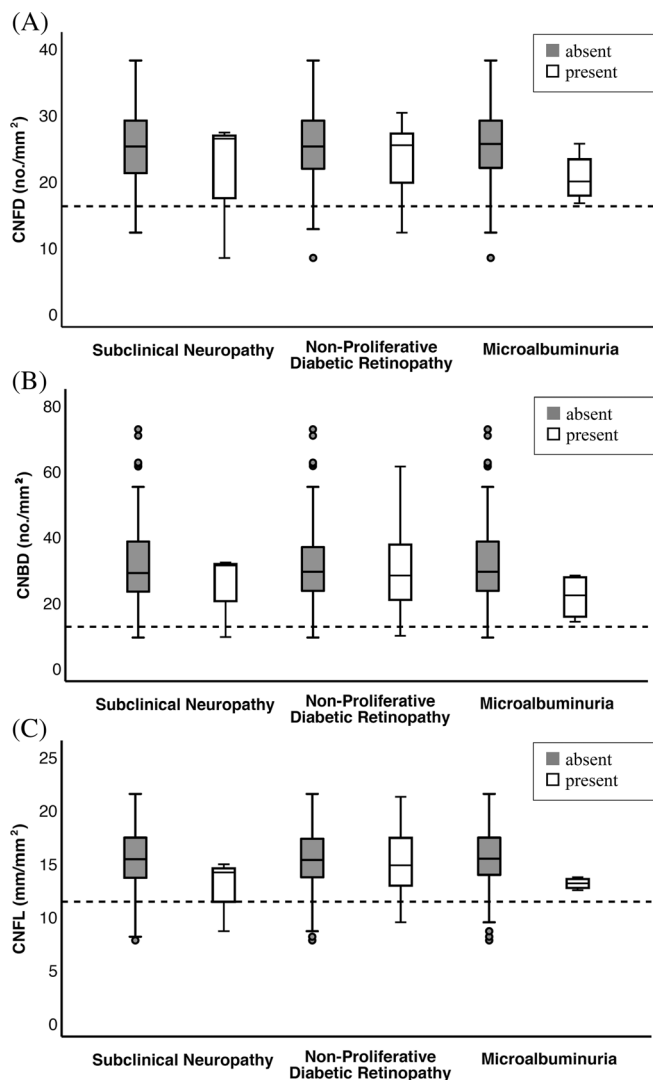 (A)
40
30
20
10
0
CNFD (no./mm²)
absent
present
Subclinical Neuropathy
Non-Proliferative
Diabetic Retinopathy
Microalbuminuria
(B)
80
60
40
20
0
CNBD (no./mm²)
absent
present
Subclinical Neuropathy
Non-Proliferative
Diabetic Retinopathy
Microalbuminuria
(C)
25
20
15
10
5
0
CNFL (mm/mm²)
absent
present
Subclinical Neuropathy
Non-Proliferative
Diabetic Retinopathy
Microalbuminuria